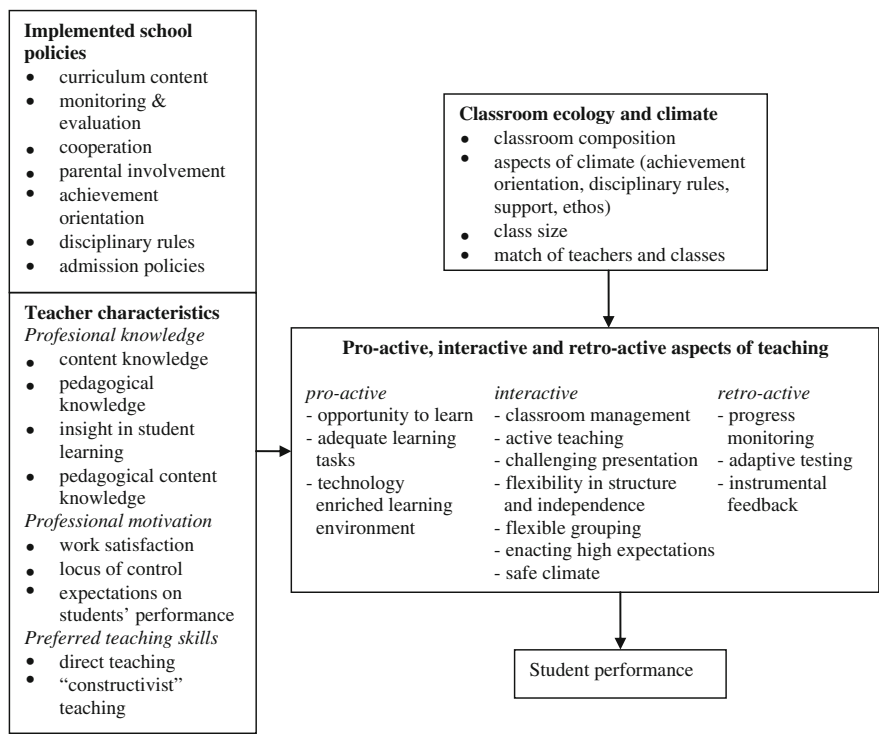 Implemented school
policies
• curriculum content
• monitoring &
evaluation
• cooperation
• parental involvement
• achievement
orientation
• disciplinary rules
• admission policies
Teacher characteristics
Profesional knowledge
• content knowledge
• pedagogical
knowledge
• insight in student
learning
• pedagogical content
knowledge
Professional motivation
• work satisfaction
• locus of control
• expectations on
students’ performance
Preferred teaching skills
• direct teaching
• “constructivist”
teaching
Classroom ecology and climate
• classroom composition
• aspects of climate (achievement
orientation, disciplinary rules,
support, ethos)
• class size
• match of teachers and classes
Pro-active, interactive and retro-active aspects of teaching
pro-active
- opportunity to learn
- adequate learning
tasks
- technology
enriched learning
environment
interactive
- classroom management
- active teaching
- challenging presentation
- flexibility in structure
and independence
- flexible grouping
- enacting high expectations
- safe climate
retro-active
- progress
monitoring
- adaptive testing
- instrumental
feedback
Student performance